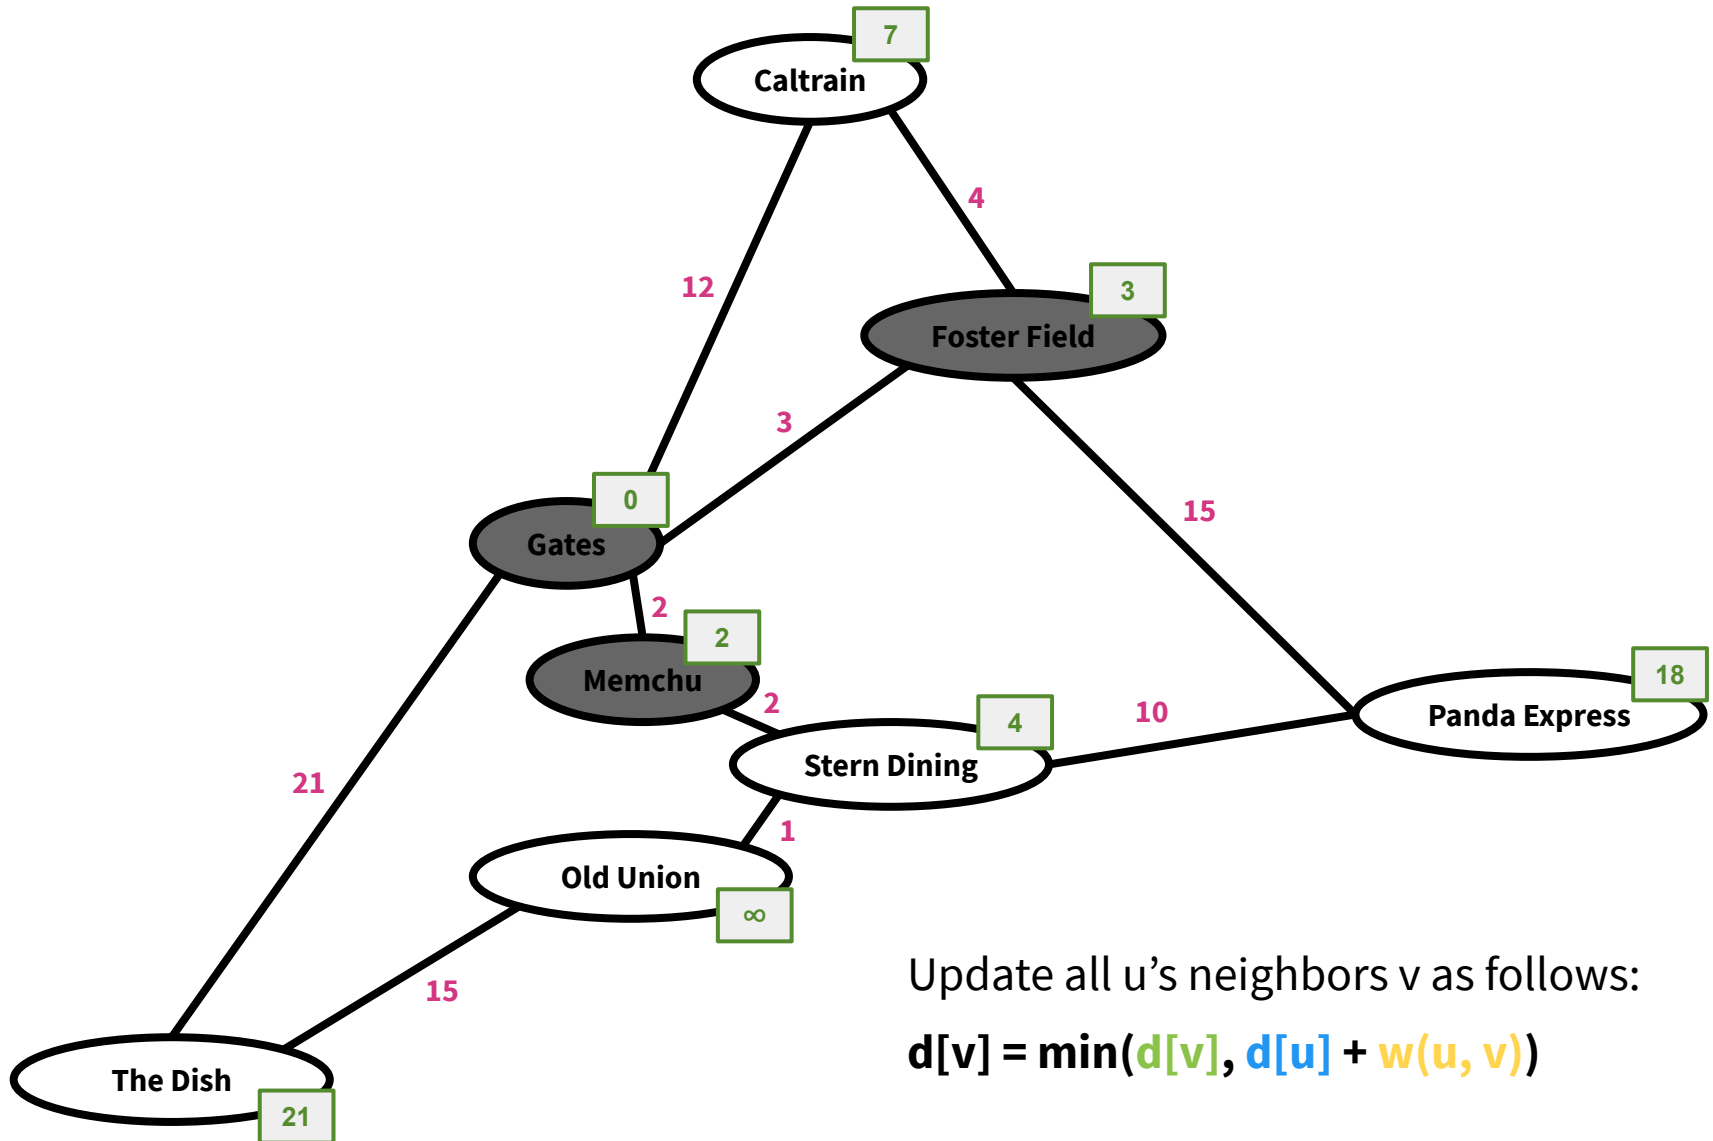 7
Caltrain
4
12
3
Foster Field
3
0
Gates
15
2
2
Memchu
2
18
4
10
Panda Express
Stern Dining
21
1
Old Union
∞
15
Update all u’s neighbors v as follows:
d[v] = min(d[v], d[u] + w(u, v))
The Dish
21